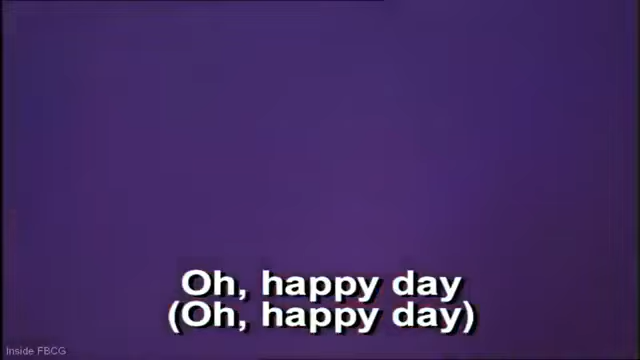 Oh, happy day
(Oh, happy day)
Inside FBCG